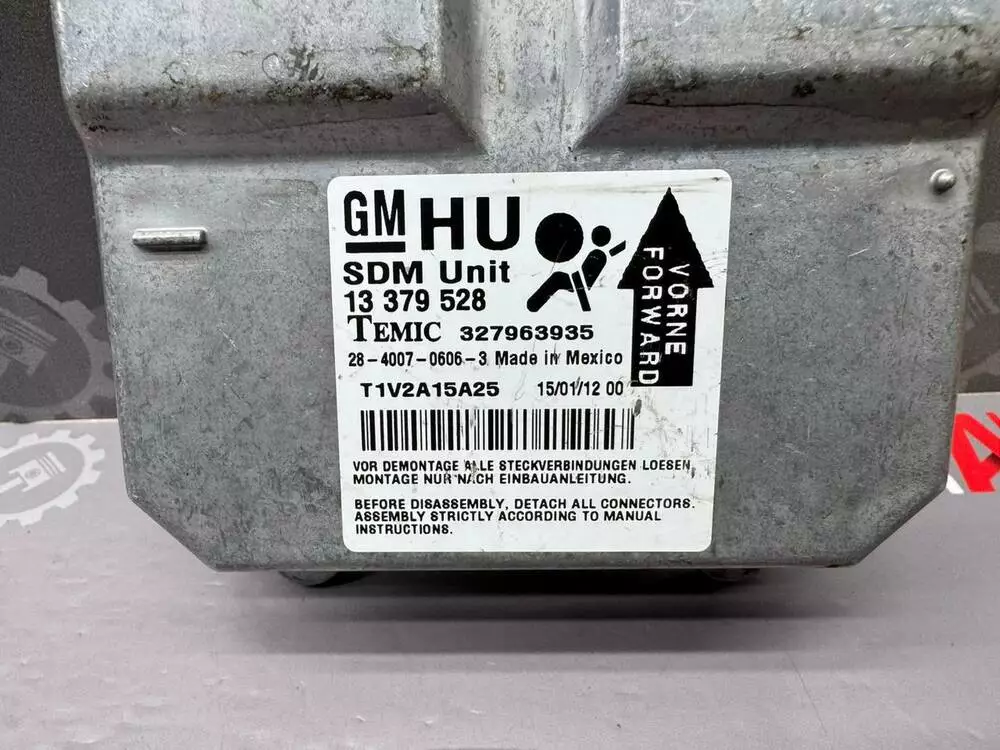 GM HU
SDM Unit
13 379 528
TEMIC 327963935
28-4007-0606-3 Made in Mexico
T1V2A15A25 15/01/12 00
VORNE
FORWARD
VOR DEMONTAGE ALLE STECKVERBINDUNGEN LOESEN,
MONTAGE NUR NACH EINBAUANLEITUNG.
BEFORE DISASSEMBLY, DETACH ALL CONNECTORS.
ASSEMBLY STRICTLY ACCORDING TO MANUAL
INSTRUCTIONS.